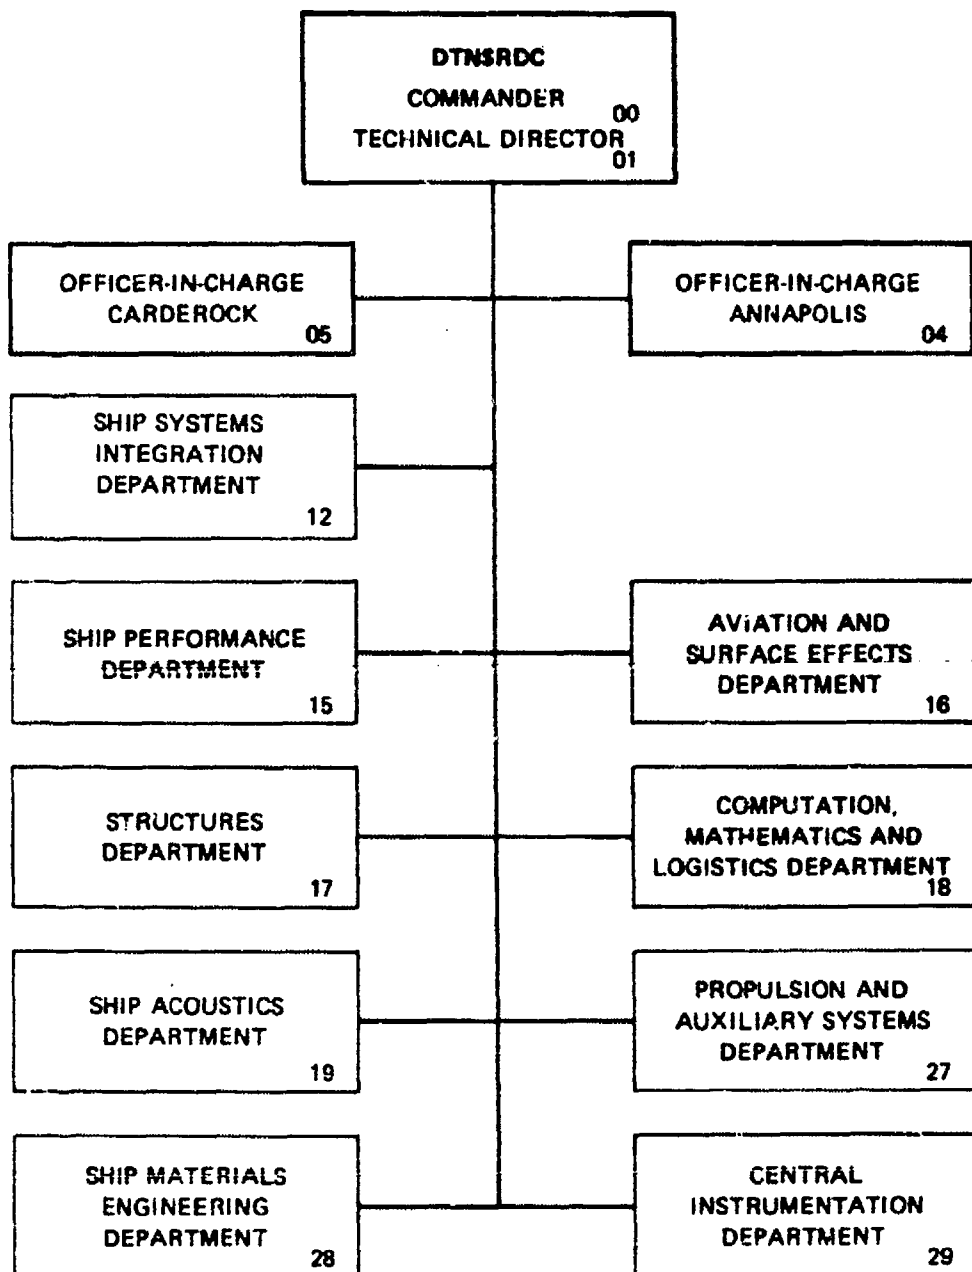 DTNSRDC
COMMANDER
00
TECHNICAL DIRECTOR
01
OFFICER-IN-CHARGE
CARDEROCK
05
OFFICER-IN-CHARGE
ANNAPOLIS
04
SHIP SYSTEMS
INTEGRATION
DEPARTMENT
12
SHIP PERFORMANCE
DEPARTMENT
15
AVIATION AND
SURFACE EFFECTS
DEPARTMENT
16
STRUCTURES
DEPARTMENT
17
COMPUTATION,
MATHEMATICS AND
LOGISTICS DEPARTMENT
18
SHIP ACOUSTICS
DEPARTMENT
19
PROPULSION AND
AUXILIARY SYSTEMS
DEPARTMENT
27
SHIP MATERIALS
ENGINEERING
DEPARTMENT
28
CENTRAL
INSTRUMENTATION
DEPARTMENT
29